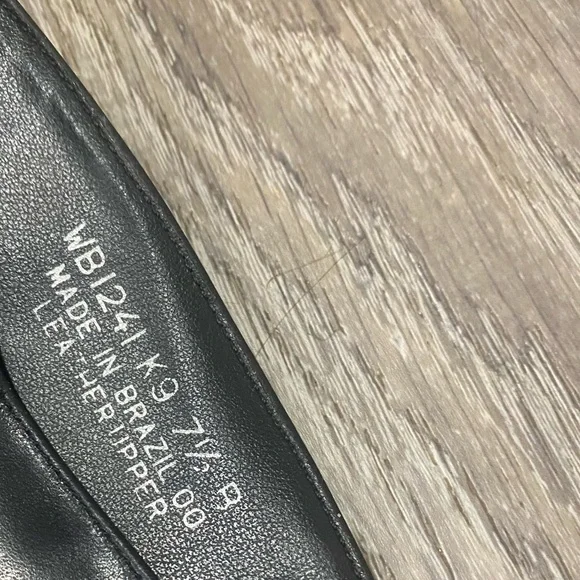 WB1241 K9 7½ B
MADE IN BRAZIL 00
LEATHER UPPER